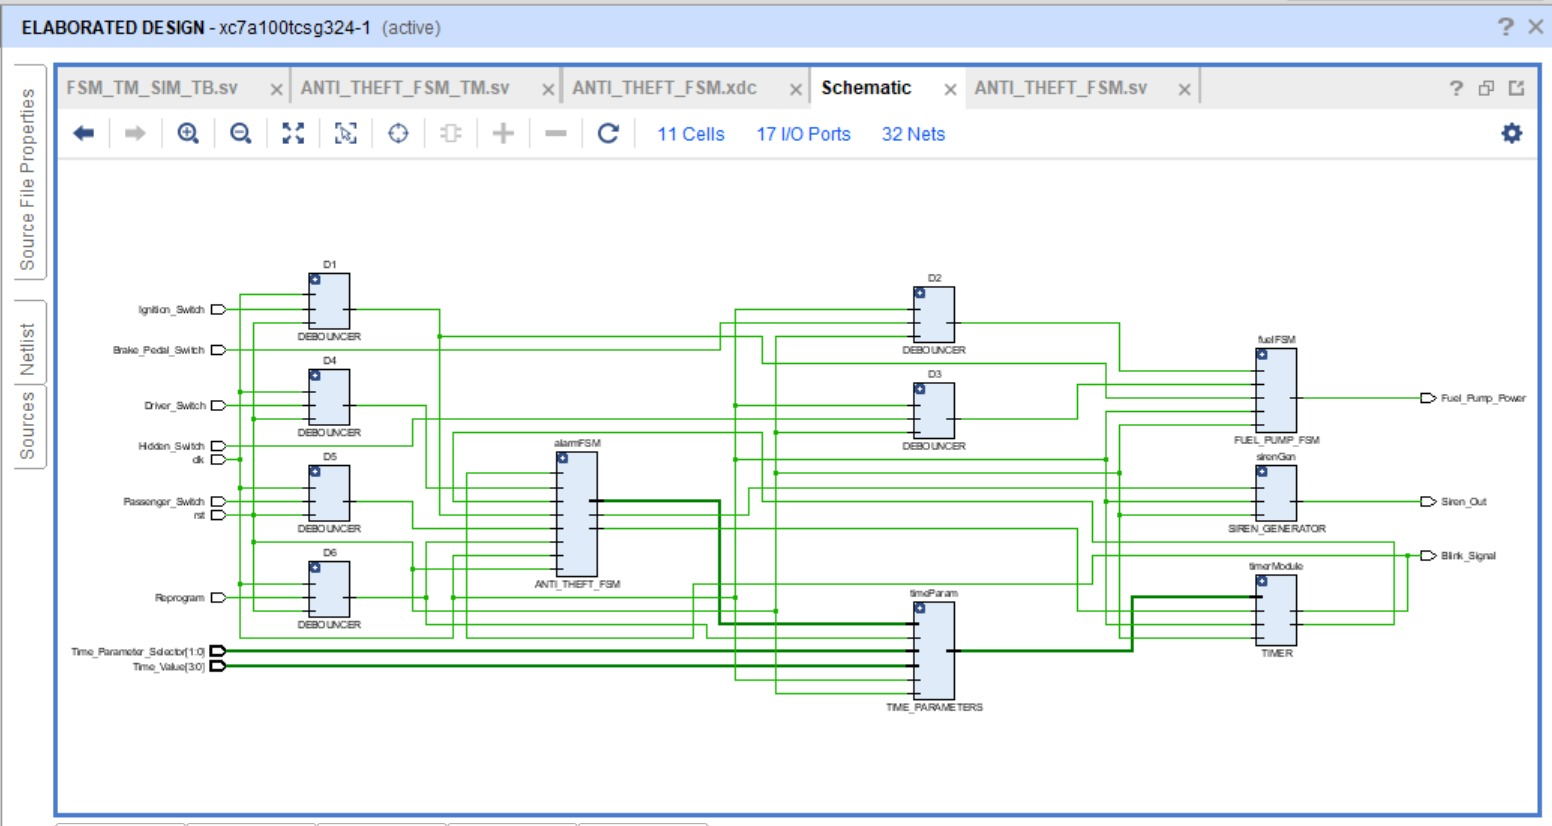 ELABORATED DESIGN - xc7a100tcsg324-1 (active)
Source File Properties
Netlist
Sources
FSM_TM_SIM_TB.sv
ANTI_THEFT_FSM_TM.sv
ANTI_THEFT_FSM.xdc
Schematic
ANTI_THEFT_FSM.sv
11 Cells
17 I/O Ports
32 Nets
D1
Ignition_Switch
DEBOUNCER
Brake_Pedal_Switch
D4
Driver_Switch
DEBOUNCER
Hidden_Switch
clk
D5
Passenger_Switch
rst
DEBOUNCER
D6
Reprogram
DEBOUNCER
Time_Parameter_Selector[1:0]
Time_Value[3:0]
alarmFSM
ANTI_THEFT_FSM
D2
DEBOUNCER
D3
DEBOUNCER
timeParam
TIME_PARAMETERS
fuelFSM
FUEL_PUMP_FSM
sirenGen
SIREN_GENERATOR
timerModule
TIMER
Fuel_Pump_Power
Siren_Out
Blink_Signal